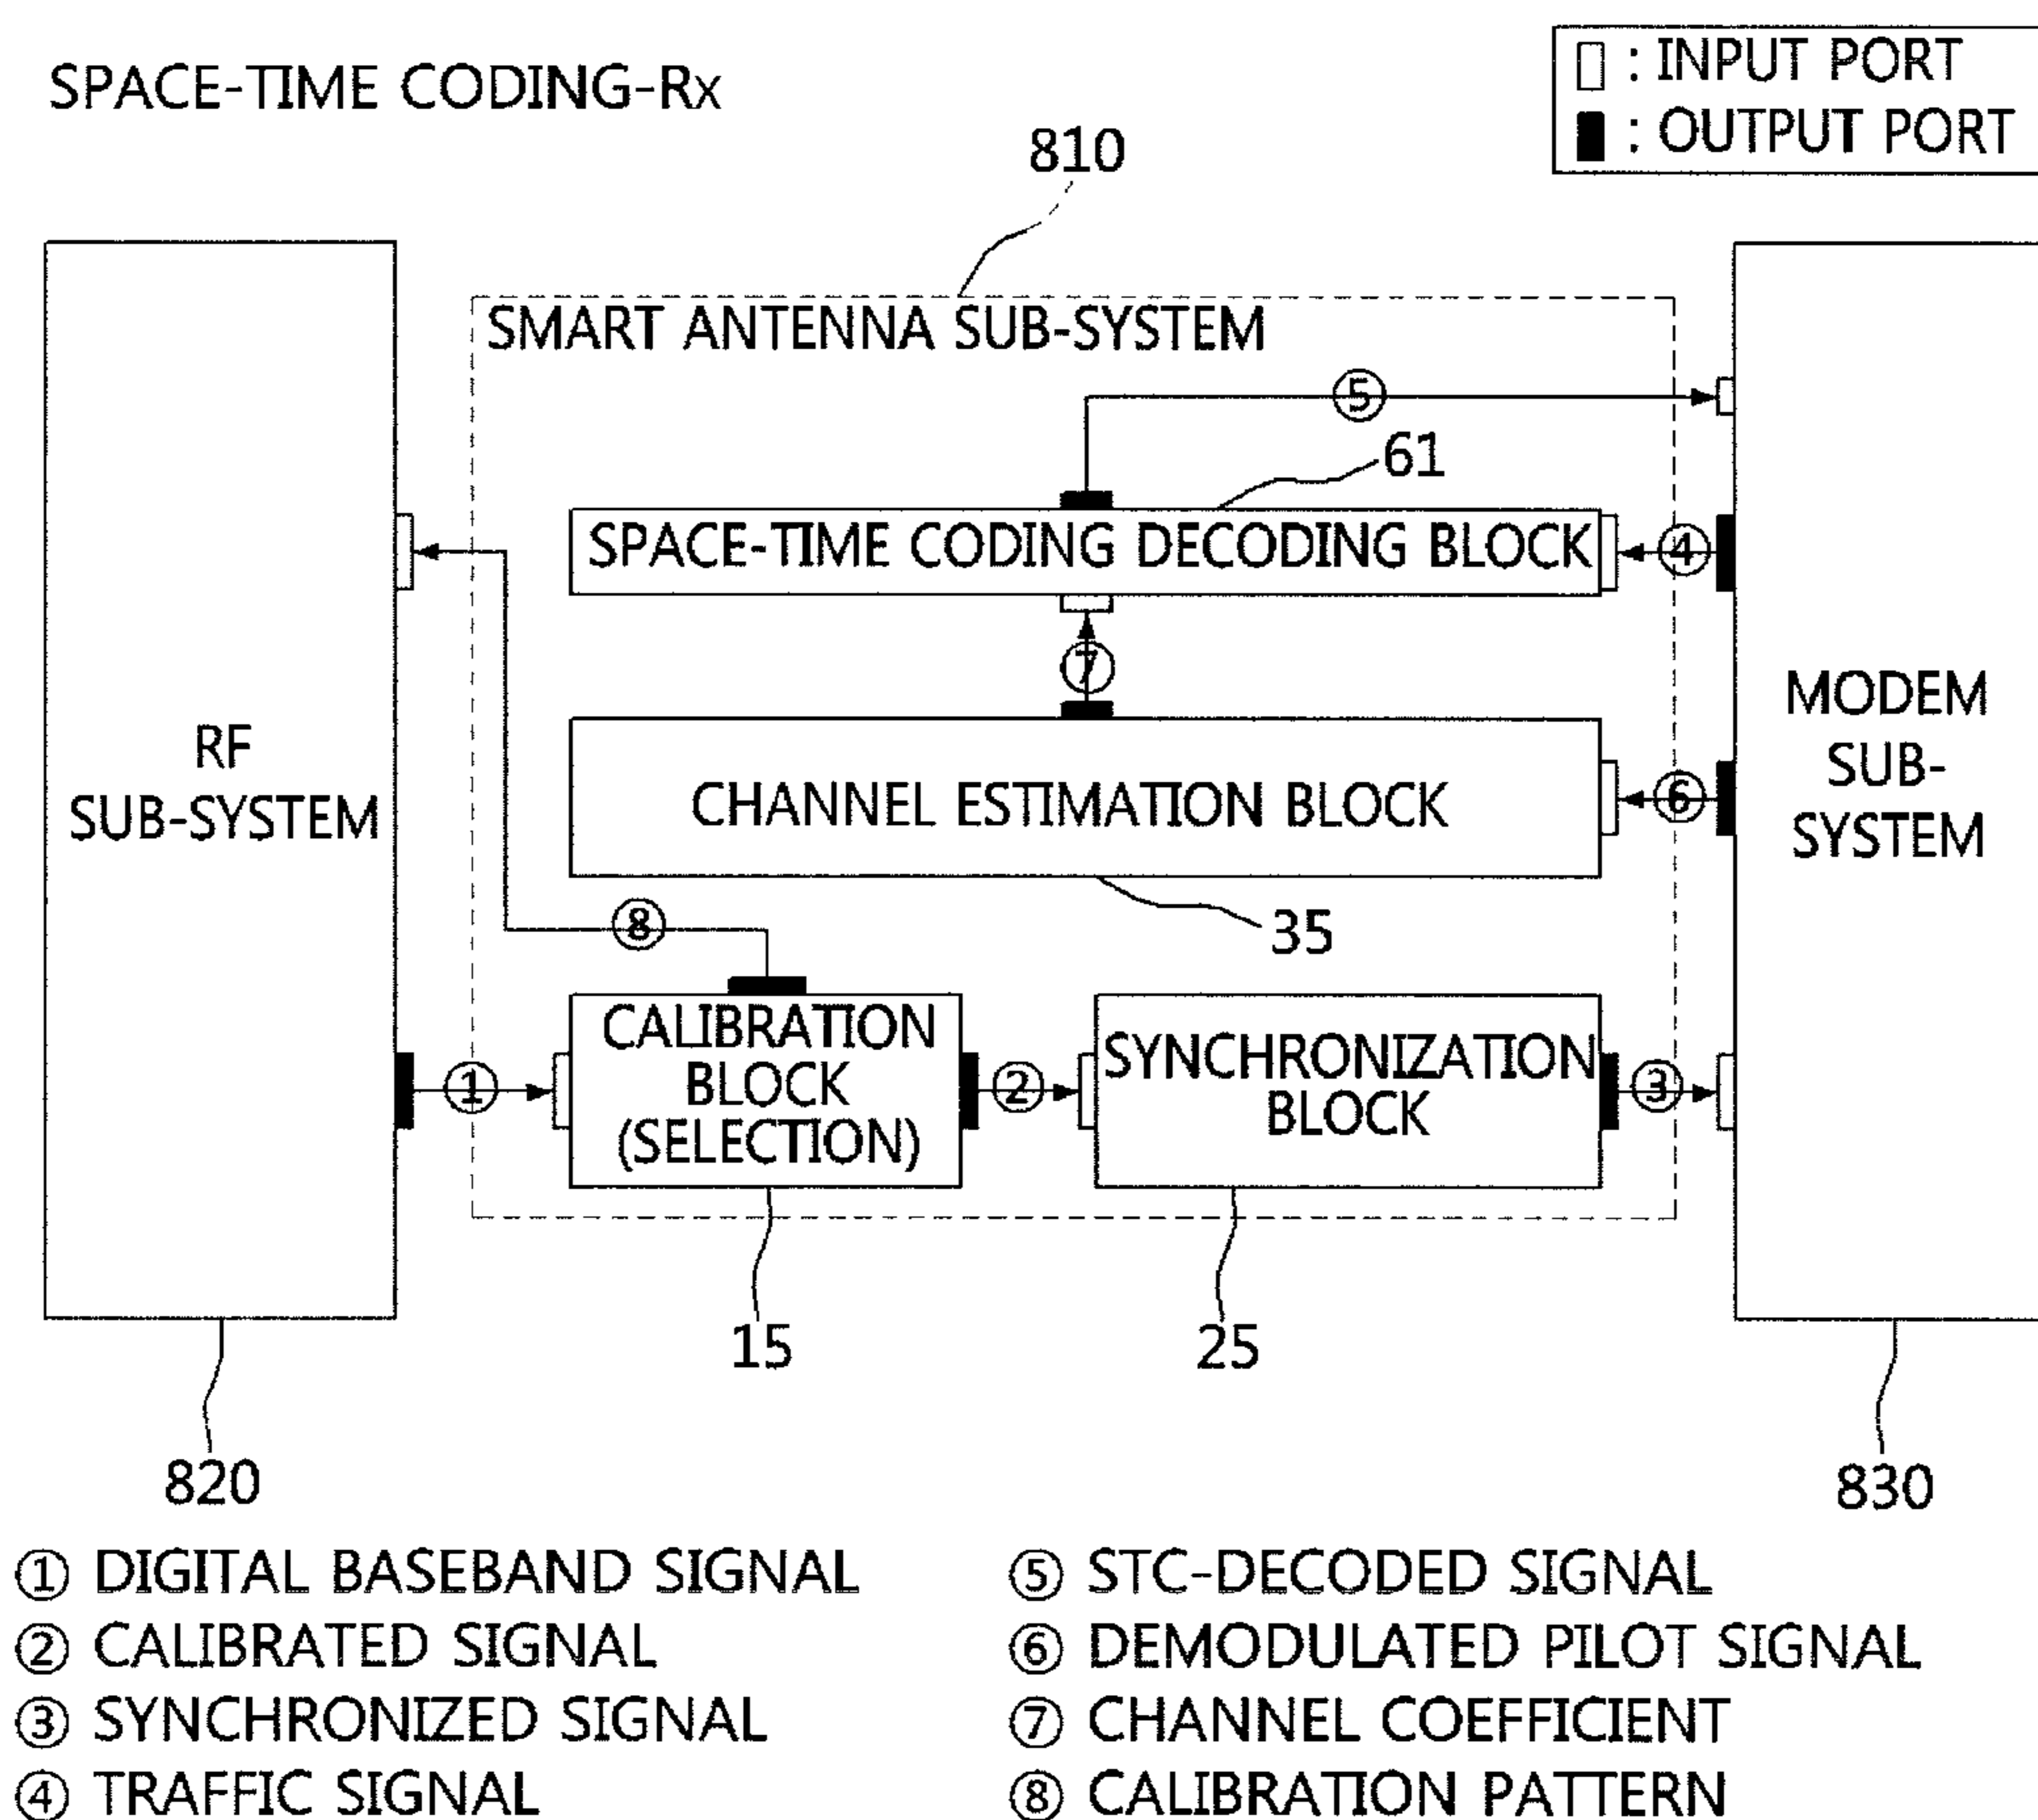 SPACE-TIME CODING-Rx
: INPUT PORT
: OUTPUT PORT
810
SMART ANTENNA SUB-SYSTEM
⑤
61
SPACE-TIME CODING DECODING BLOCK
④
⑦
RF
SUB-SYSTEM
MODEM
SUB-
SYSTEM
CHANNEL ESTIMATION BLOCK
⑥
35
⑧
①
CALIBRATION
BLOCK
(SELECTION)
②
SYNCHRONIZATION
BLOCK
③
15
25
820
830
① DIGITAL BASEBAND SIGNAL
② CALIBRATED SIGNAL
③ SYNCHRONIZED SIGNAL
④ TRAFFIC SIGNAL
⑤ STC-DECODED SIGNAL
⑥ DEMODULATED PILOT SIGNAL
⑦ CHANNEL COEFFICIENT
⑧ CALIBRATION PATTERN